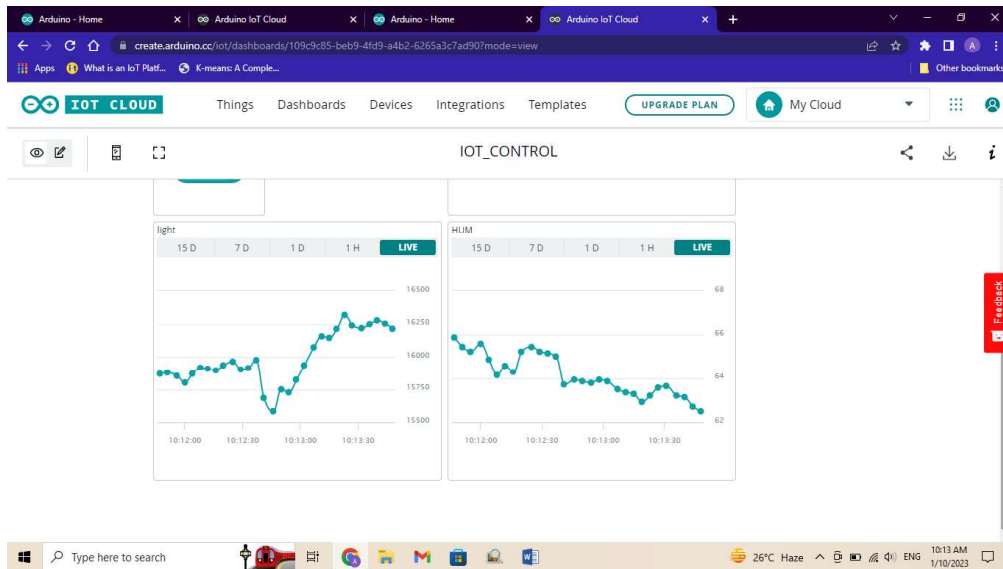 Arduino - Home
Arduino IoT Cloud
Arduino - Home
Arduino IoT Cloud
create.arduino.cc/iot/dashboards/109c9c85-beb9-4fd9-a4b2-6265a3c7ad90?mode=view
A
Apps What is an IoT Platf... K-means: A Comple... Other bookmarks
IOT CLOUD Things Dashboards Devices Integrations Templates UPGRADE PLAN My Cloud
IOT_CONTROL
light
15 D 7 D 1 D 1 H LIVE
16500
16250
16000
15750
15500
10:12:00 10:12:30 10:13:00 10:13:30
HUM
15 D 7 D 1 D 1 H LIVE
68
66
64
62
10:12:00 10:12:30 10:13:00 10:13:30
Feedback
Type here to search
26°C Haze ENG 10:13 AM
1/10/2023